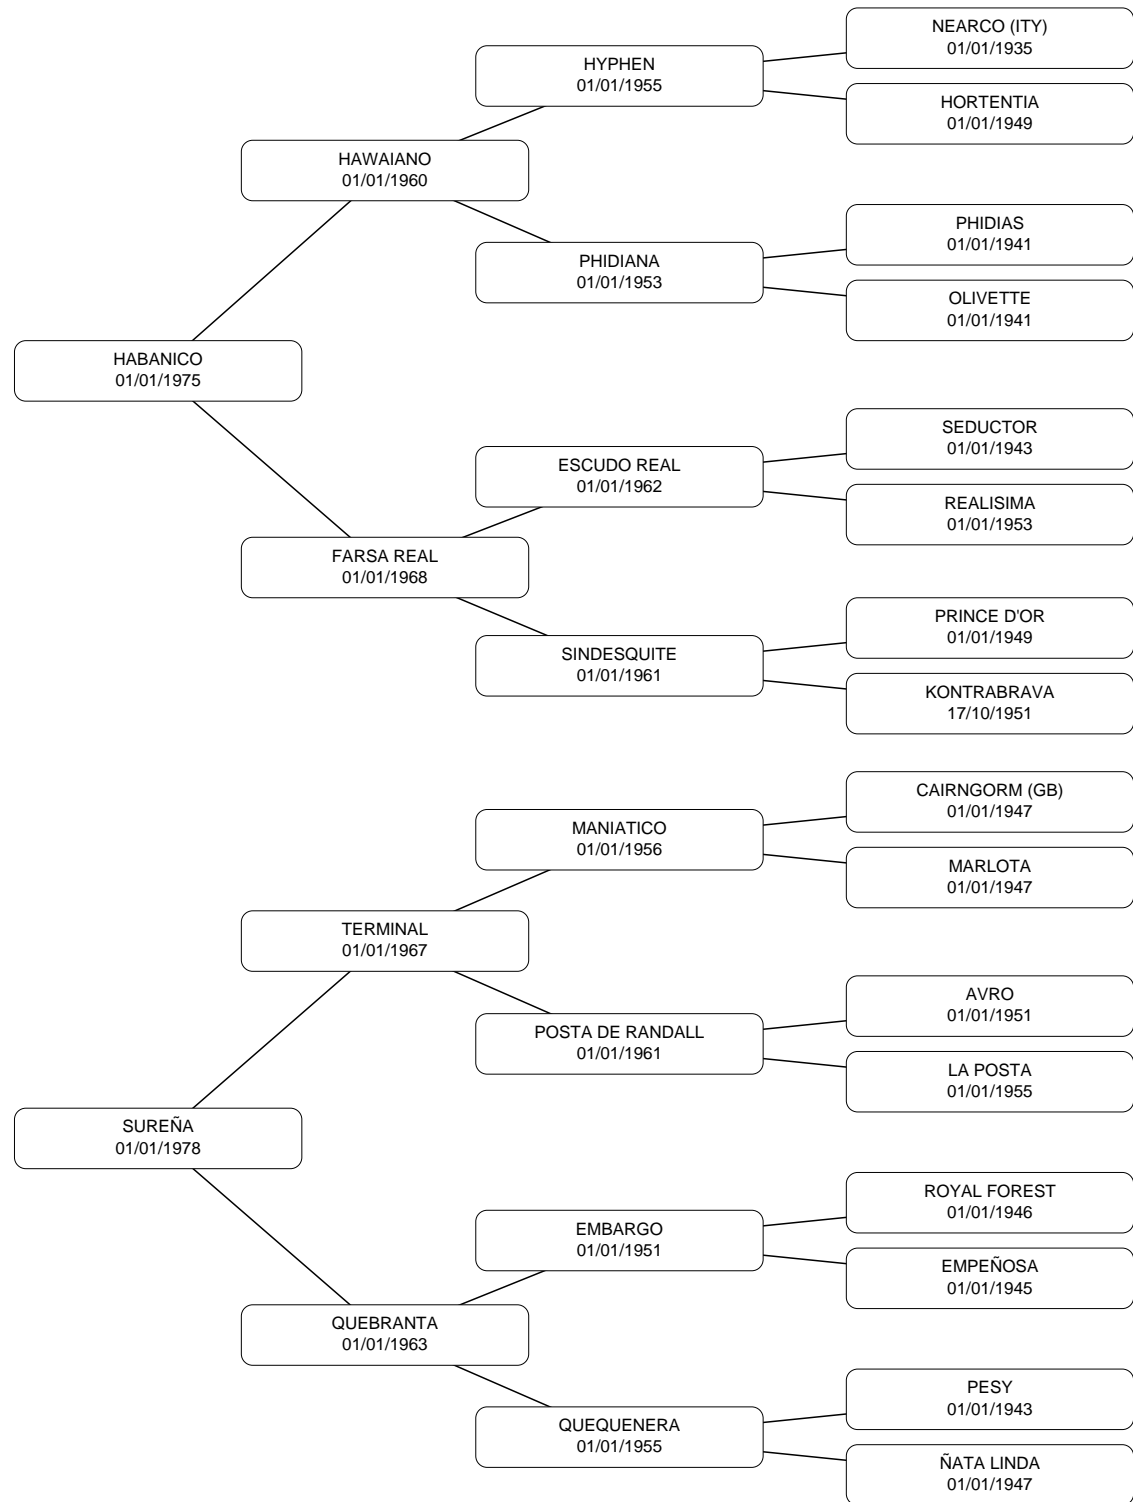 NEARCO (ITY)
01/01/1935
HYPHEN
01/01/1955
HORTENTIA
01/01/1949
HAWAIANO
01/01/1960
PHIDIAS
01/01/1941
PHIDIANA
01/01/1953
OLIVETTE
01/01/1941
HABANICO
01/01/1975
SEDUCTOR
01/01/1943
ESCUDO REAL
01/01/1962
REALISIMA
01/01/1953
FARSA REAL
01/01/1968
PRINCE D'OR
01/01/1949
SINDESQUITE
01/01/1961
KONTRABRAVA
17/10/1951
CAIRNGORM (GB)
01/01/1947
MANIATICO
01/01/1956
MARLOTA
01/01/1947
TERMINAL
01/01/1967
AVRO
01/01/1951
POSTA DE RANDALL
01/01/1961
LA POSTA
01/01/1955
SUREÑA
01/01/1978
ROYAL FOREST
01/01/1946
EMBARGO
01/01/1951
EMPEÑOSA
01/01/1945
QUEBRANTA
01/01/1963
PESY
01/01/1943
QUEQUENERA
01/01/1955
ÑATA LINDA
01/01/1947